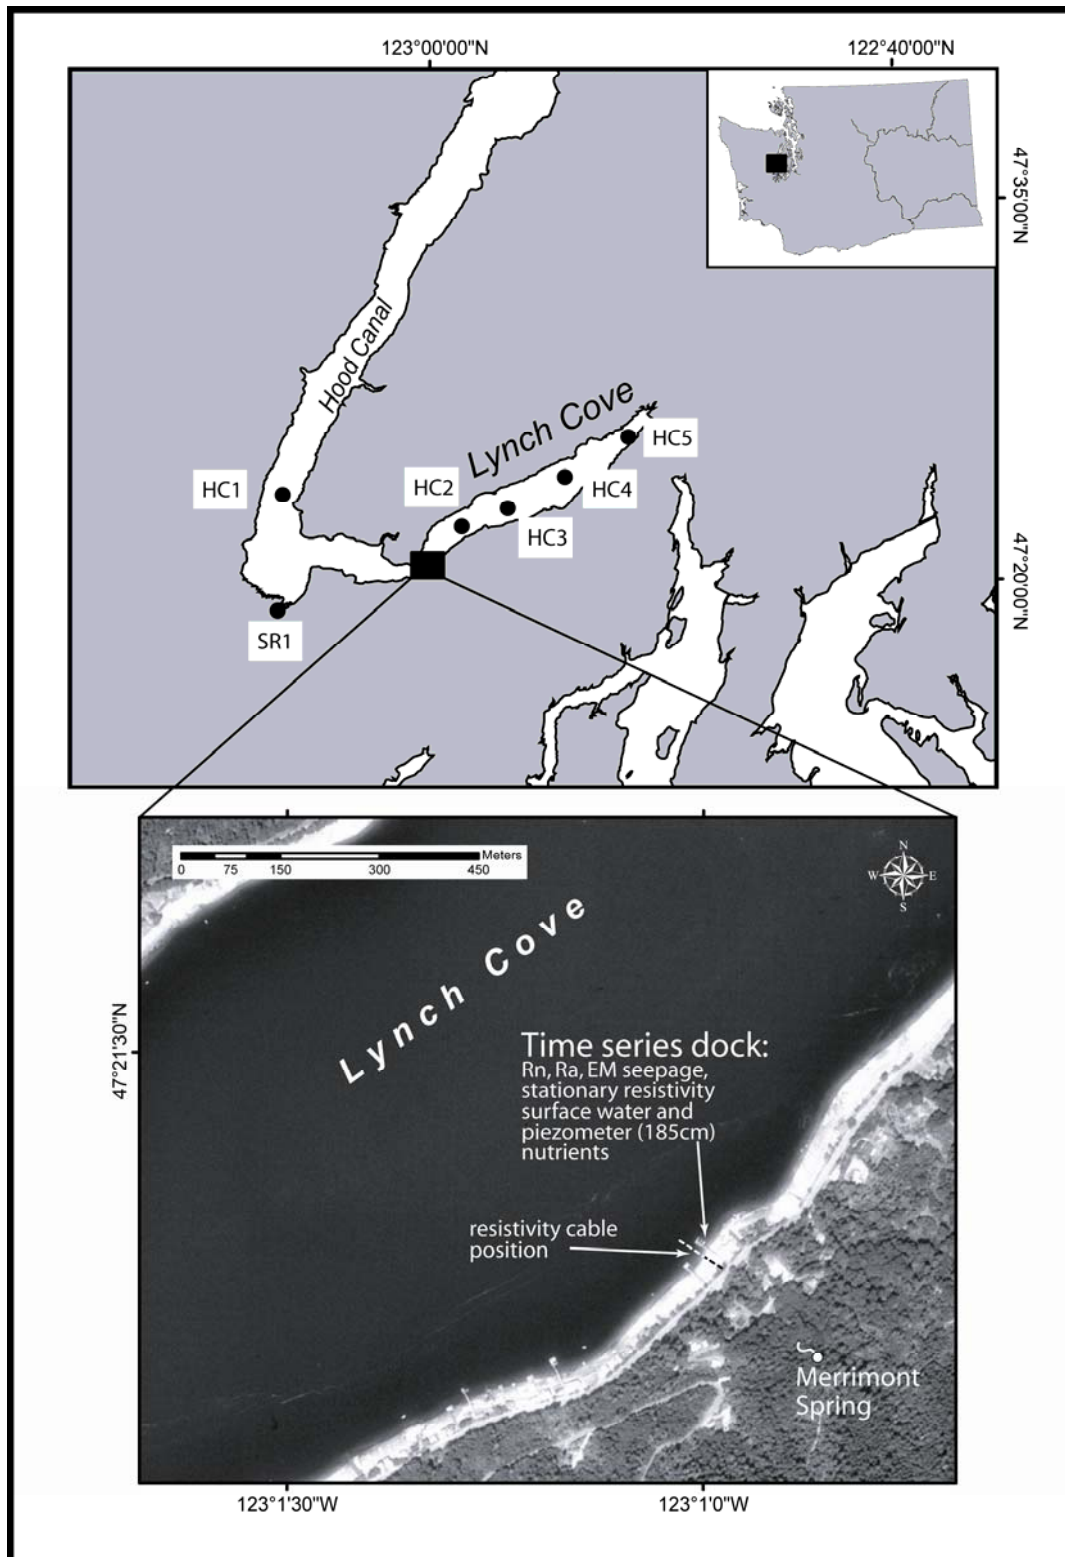 123°00'00"N
122°40'00"N
47°35'00"N
Hood Canal
Lynch Cove
HC5
HC1
HC2
HC4
HC3
47°20'00"N
SR1
Meters
0 75 150 300 450
N
W E
S
Lynch Cove
47°21'30"N
Time series dock:
Rn, Ra, EM seepage,
stationary resistivity
surface water and
piezometer (185cm)
nutrients
resistivity cable
position
Merrimont
Spring
123°1'30"W
123°1'0"W